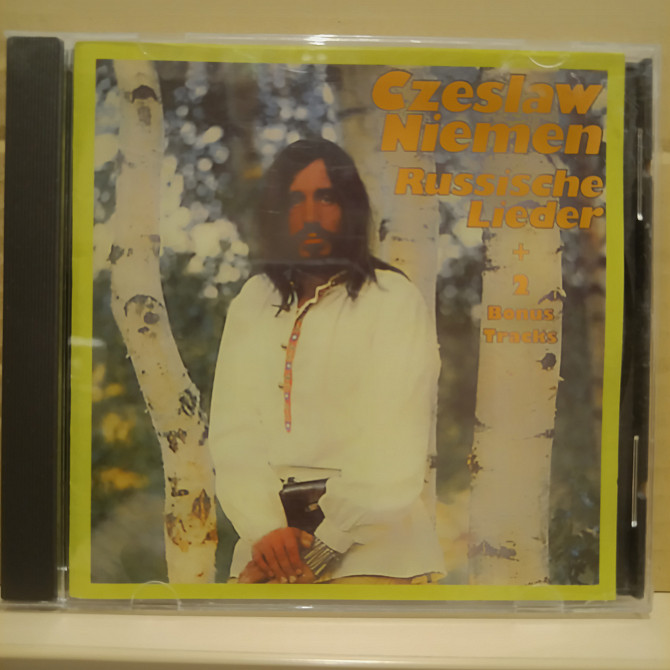 Czeslaw
Niemen
Russische
Lieder
+
2
Bonus
Tracks